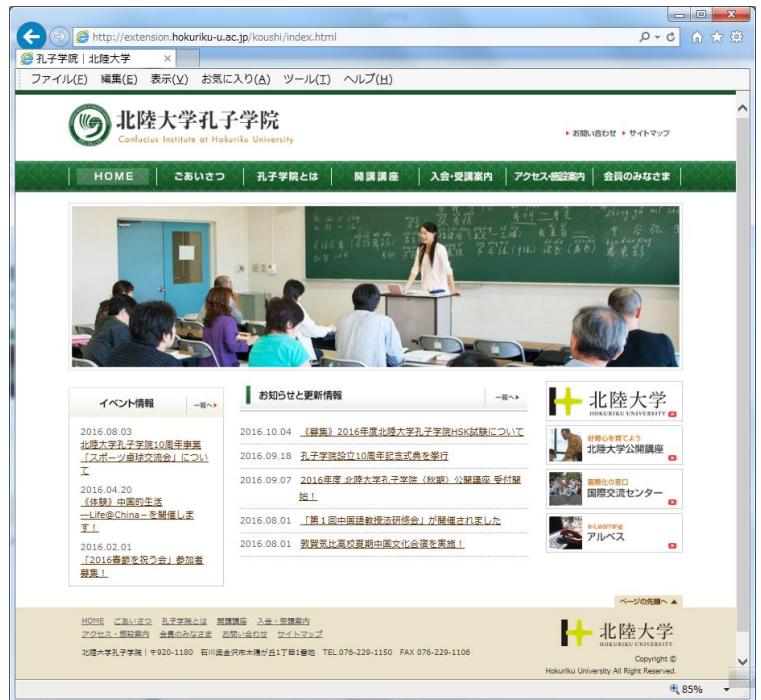 http://extension.hokuriku-u.ac.jp/koushi/index.html
孔子学院 | 北陸大学
ファイル(F) 編集(E) 表示(V) お気に入り(A) ツール(T) ヘルプ(H)
北陸大学孔子学院
Confucius Institute at Hokuriku University
お問い合わせ サイトマップ
HOME ごあいさつ 孔子学院とは 開講講座 入会・受講案内 アクセス・施設案内 会員のみなさま
イベント情報 一覧へ
2016.08.03
北陸大学孔子学院10周年事業
「スポーツ卓球交流会」につい
て
2016.04.20
《体験》中国的生活
―Life@China－を開催しま
す！
2016.02.01
「2016春節を祝う会」参加者
募集！
お知らせと更新情報 一覧へ
2016.10.04 《募集》2016年度北陸大学孔子学院HSK試験について
2016.09.18 孔子学院設立10周年記念式典を挙行
2016.09.07 2016年度 北陸大学孔子学院（秋期）公開講座 受付開
始！
2016.08.01 「第１回中国語教授法研修会」が開催されました
2016.08.01 敦賀気比高校夏期中国文化合宿を実施！
北陸大学
HOKURIKU UNIVERSITY
好奇心を育てよう
北陸大学公開講座
国際化の窓口
国際交流センター
e-Learning
アルベス
ページの先頭へ
HOME ごあいさつ 孔子学院とは 開講講座 入会・受講案内
アクセス・施設案内 会員のみなさま お問い合わせ サイトマップ
北陸大学孔子学院 | 〒920-1180 石川県金沢市太陽が丘1丁目1番地 TEL.076-229-1150 FAX 076-229-1106
北陸大学
HOKURIKU UNIVERSITY
Copyright ©
Hokuriku University All Right Reserved.
85%